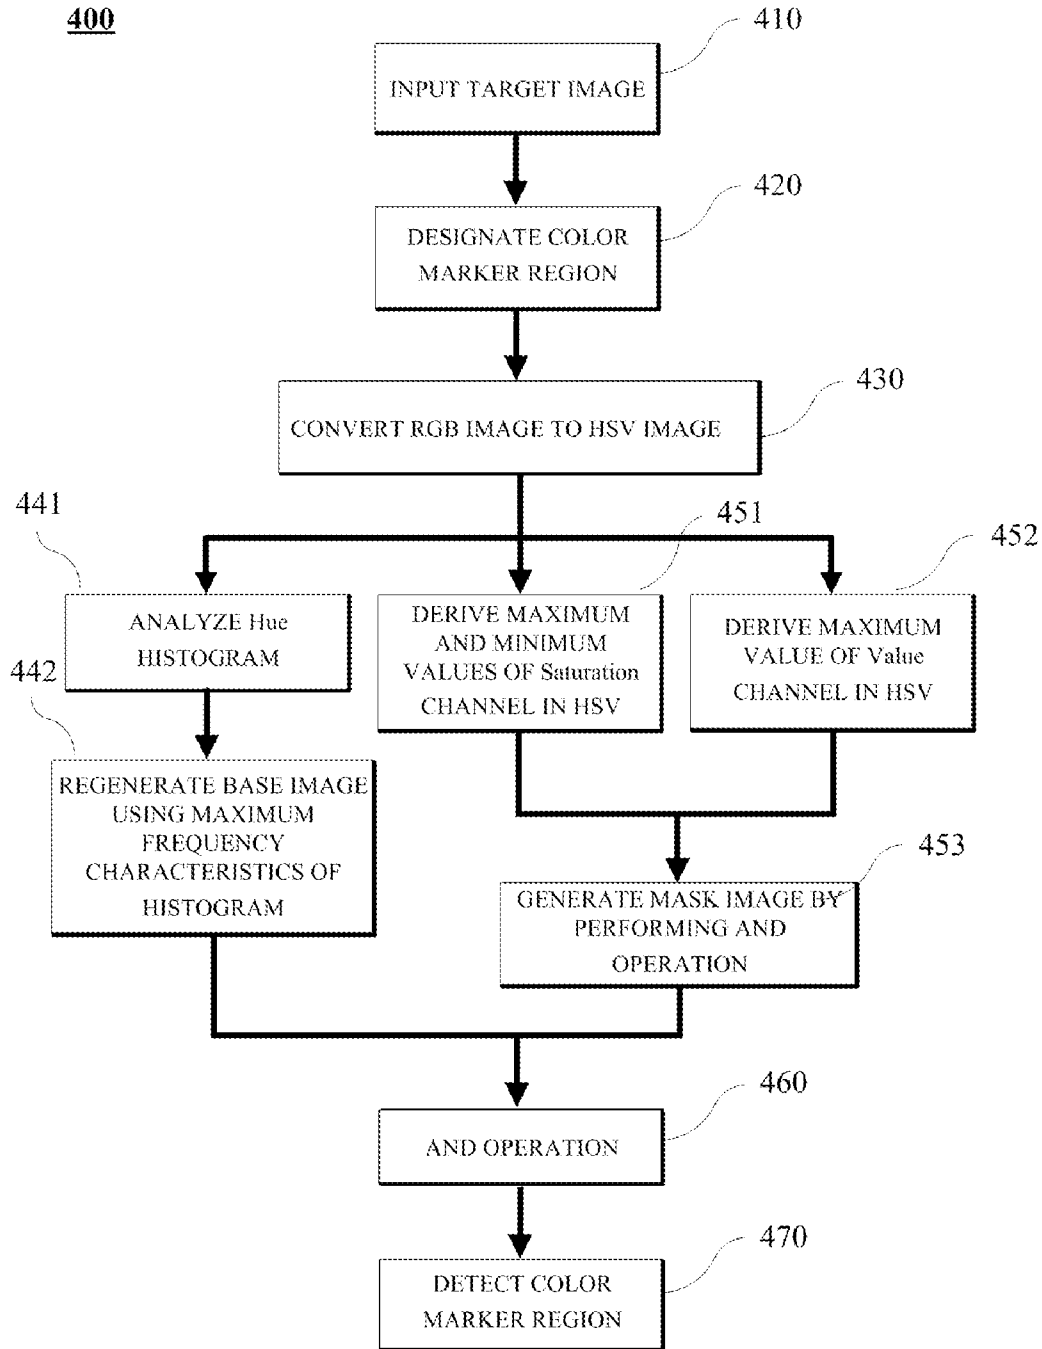 400
410
INPUT TARGET IMAGE
420
DESIGNATE COLOR
MARKER REGION
430
CONVERT RGB IMAGE TO HSV IMAGE
441
451
452
ANALYZE Hue
HISTOGRAM
DERIVE MAXIMUM
AND MINIMUM
VALUES OF Saturation
CHANNEL IN HSV
DERIVE MAXIMUM
VALUE OF Value
CHANNEL IN HSV
442
REGENERATE BASE IMAGE
USING MAXIMUM
FREQUENCY
CHARACTERISTICS OF
HISTOGRAM
453
GENERATE MASK IMAGE BY
PERFORMING AND
OPERATION
460
AND OPERATION
470
DETECT COLOR
MARKER REGION